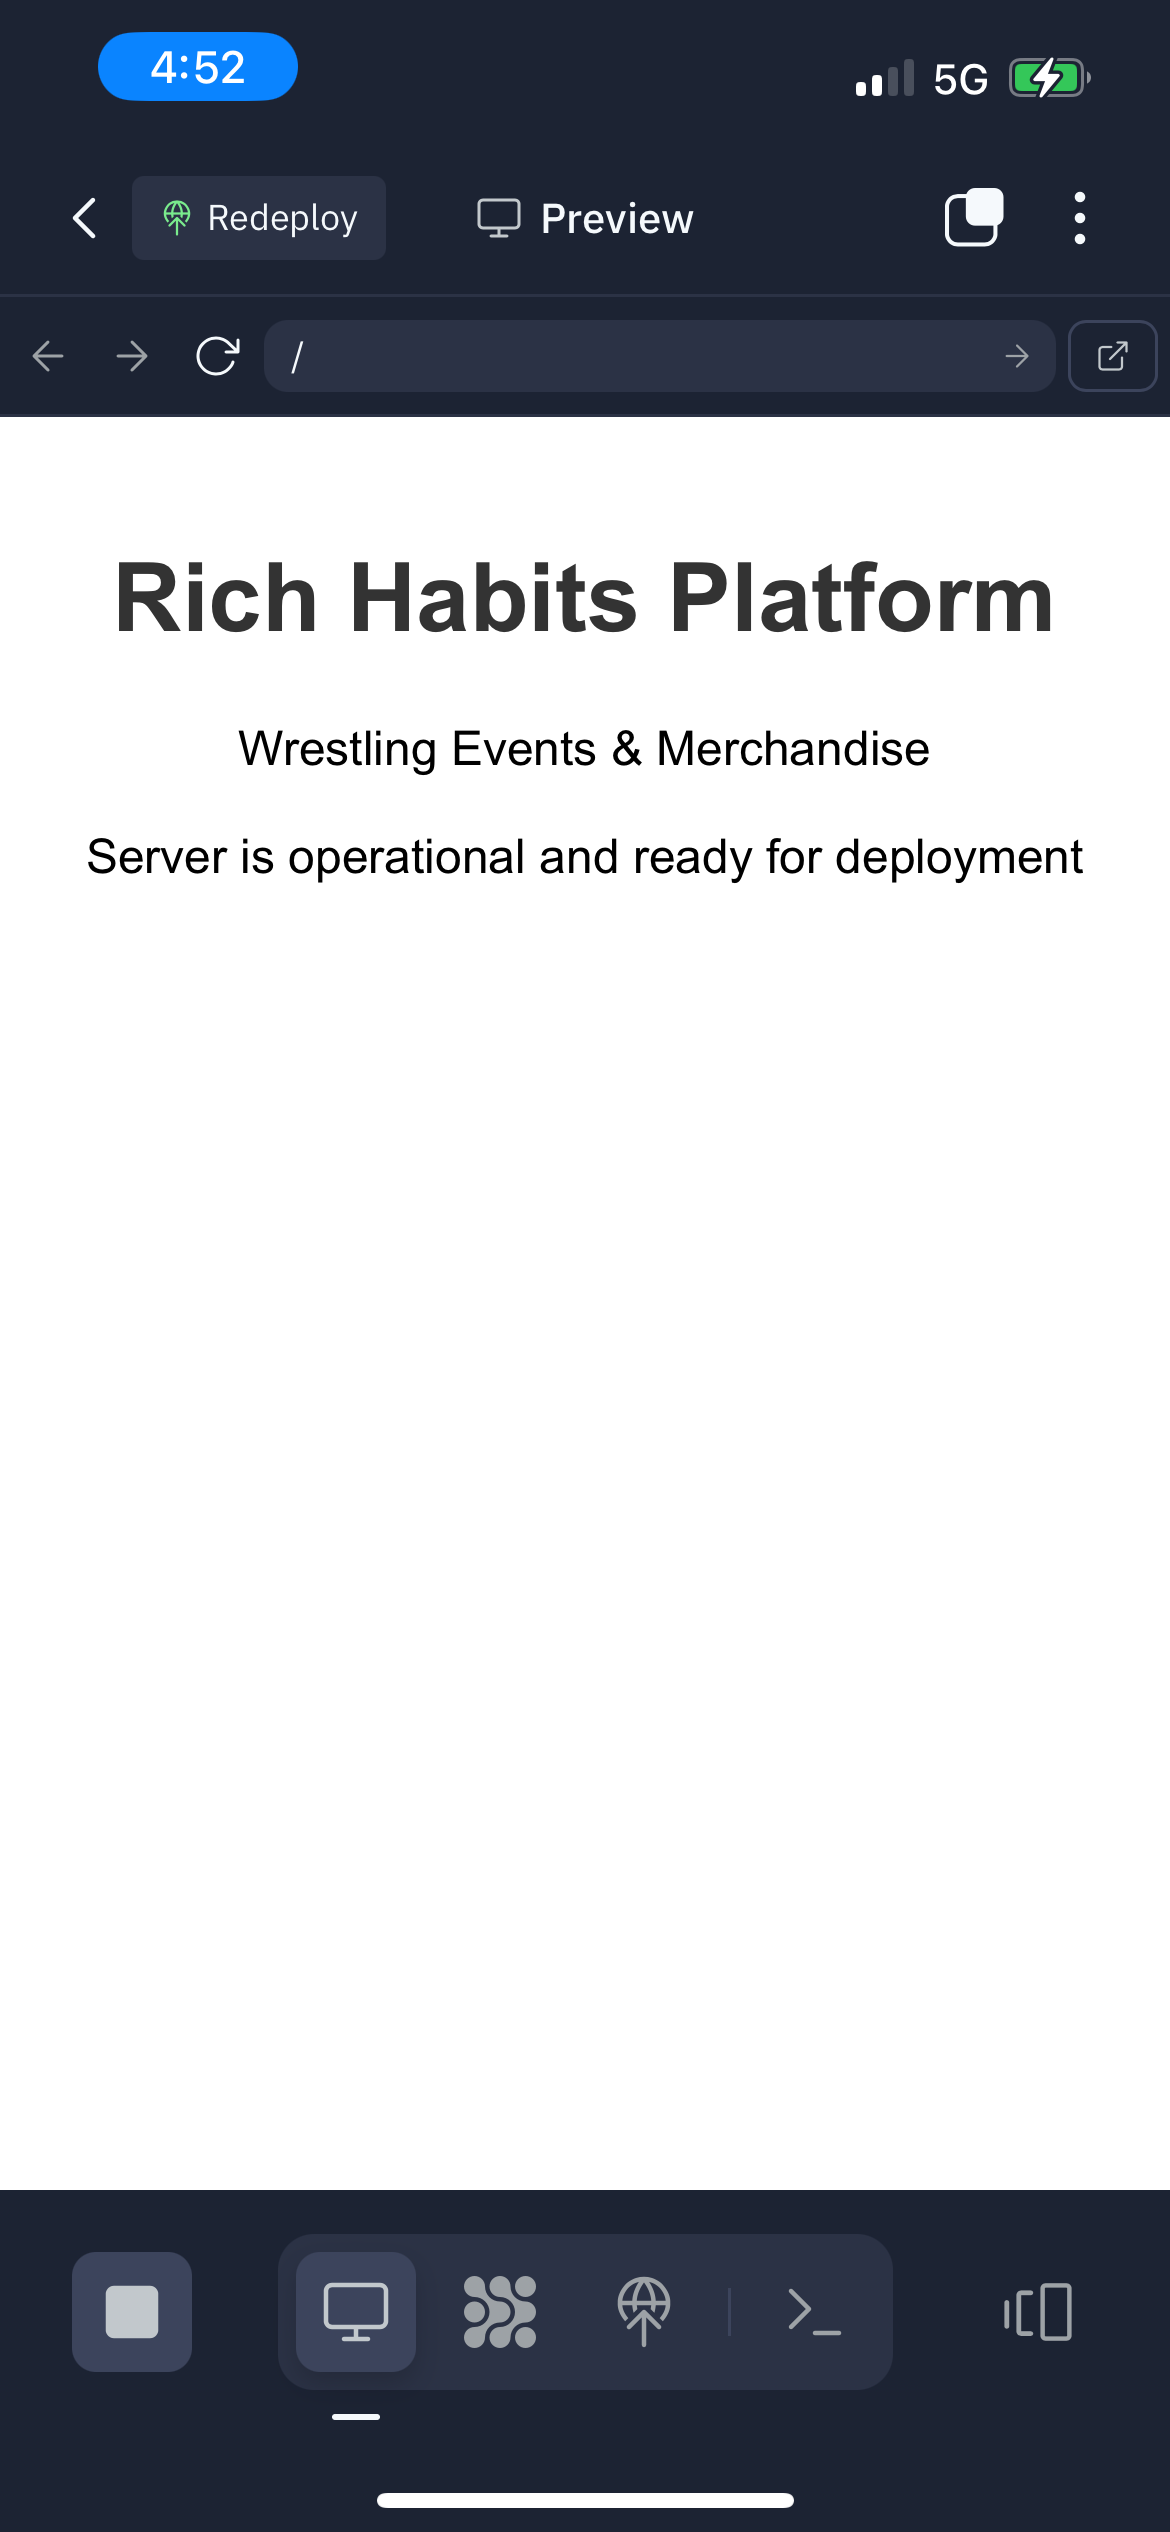 4:52
5G
Redeploy
Preview
/
Rich Habits Platform
Wrestling Events & Merchandise
Server is operational and ready for deployment